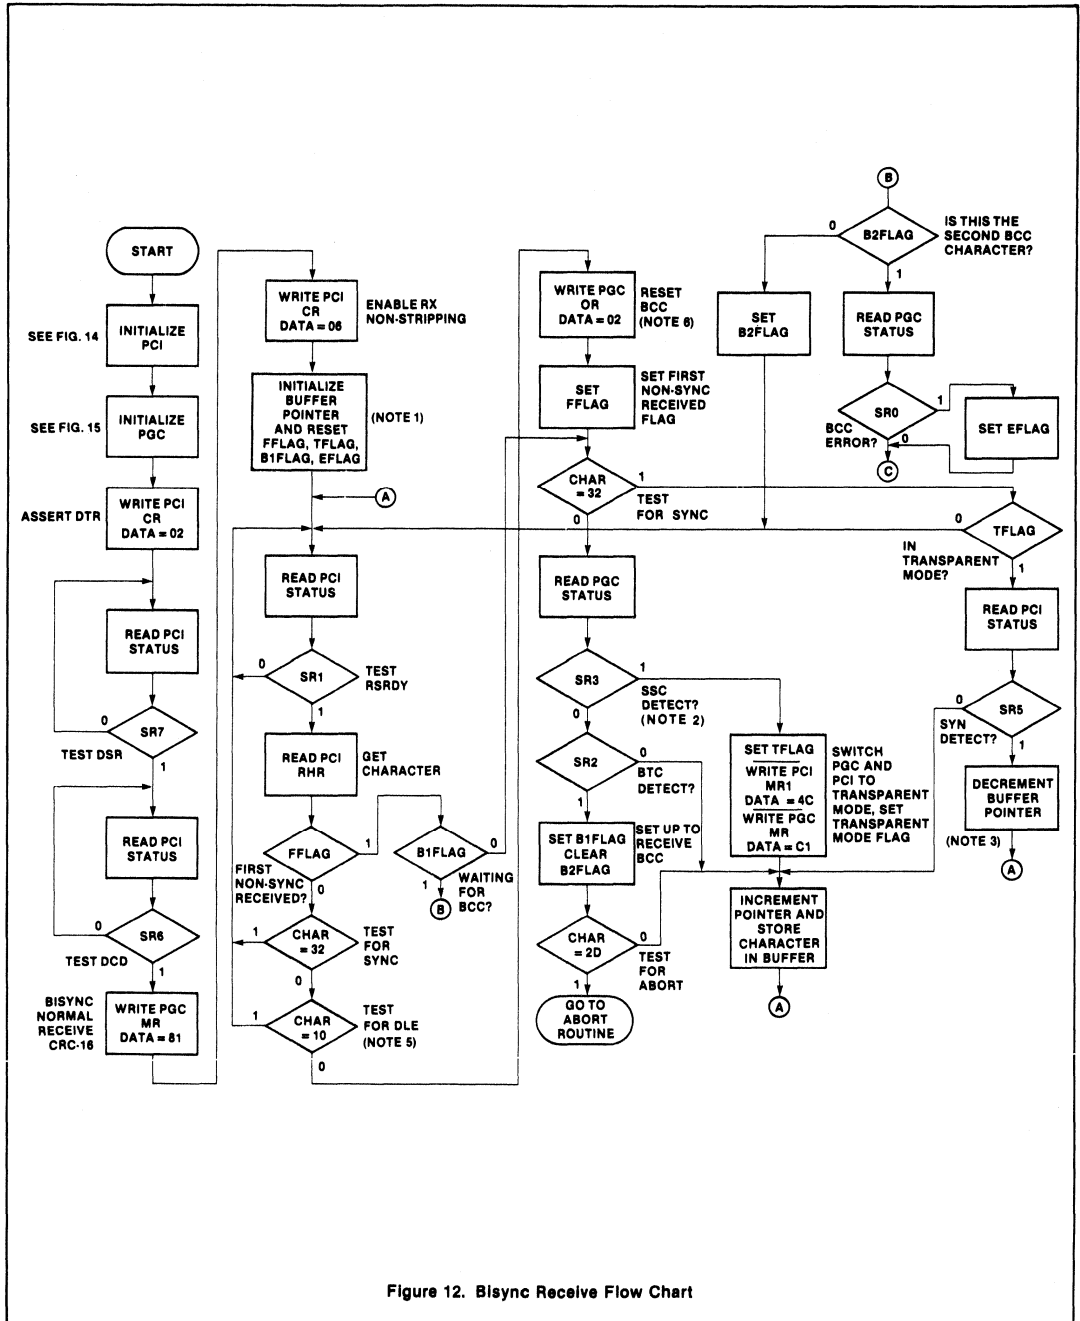 START
SEE FIG. 14
INITIALIZE
PCI
SEE FIG. 15
INITIALIZE
PGC
ASSERT DTR
WRITE PCI
CR
DATA = 02
READ PCI
STATUS
0
SR7
TEST DSR
1
READ PCI
STATUS
0
SR6
TEST DCD
1
BISYNC
NORMAL
RECEIVE
CRC-16
WRITE PGC
MR
DATA = 81
WRITE PCI
CR
DATA = 06
ENABLE RX
NON-STRIPPING
INITIALIZE
BUFFER
POINTER
AND RESET
FFLAG, TFLAG,
B1FLAG, EFLAG
(NOTE 1)
A
READ PCI
STATUS
0
SR1
TEST
RSRDY
1
READ PCI
RHR
GET
CHARACTER
FFLAG
1
FIRST
NON-SYNC
RECEIVED?
0
B1FLAG
0
1
WAITING
FOR
BCC?
B
1
CHAR
= 32
TEST
FOR
SYNC
0
1
CHAR
= 10
TEST
FOR DLE
(NOTE 5)
0
WRITE PGC
OR
DATA = 02
RESET
BCC
(NOTE 6)
SET
FFLAG
SET FIRST
NON-SYNC
RECEIVED
FLAG
CHAR
= 32
1
TEST
FOR SYNC
0
READ PGC
STATUS
SR3
1
SSC
DETECT?
(NOTE 2)
0
SR2
0
BTC
DETECT?
1
SET B1FLAG
CLEAR
B2FLAG
SET UP TO
RECEIVE
BCC
CHAR
= 2D
0
TEST
FOR
ABORT
1
GO TO
ABORT
ROUTINE
SET TFLAG
WRITE PCI
MR1
DATA = 4C
WRITE PGC
MR
DATA = C1
SWITCH
PGC AND
PCI TO
TRANSPARENT
MODE, SET
TRANSPARENT
MODE FLAG
INCREMENT
POINTER AND
STORE
CHARACTER
IN BUFFER
A
B
0
B2FLAG
IS THIS THE
SECOND BCC
CHARACTER?
1
SET
B2FLAG
READ PGC
STATUS
SR0
1
BCC
ERROR?
0
SET EFLAG
C
0
TFLAG
IN
TRANSPARENT
MODE?
1
READ PCI
STATUS
0
SR5
SYN
DETECT?
1
DECREMENT
BUFFER
POINTER
(NOTE 3)
A
Figure 12. Bisync Receive Flow Chart